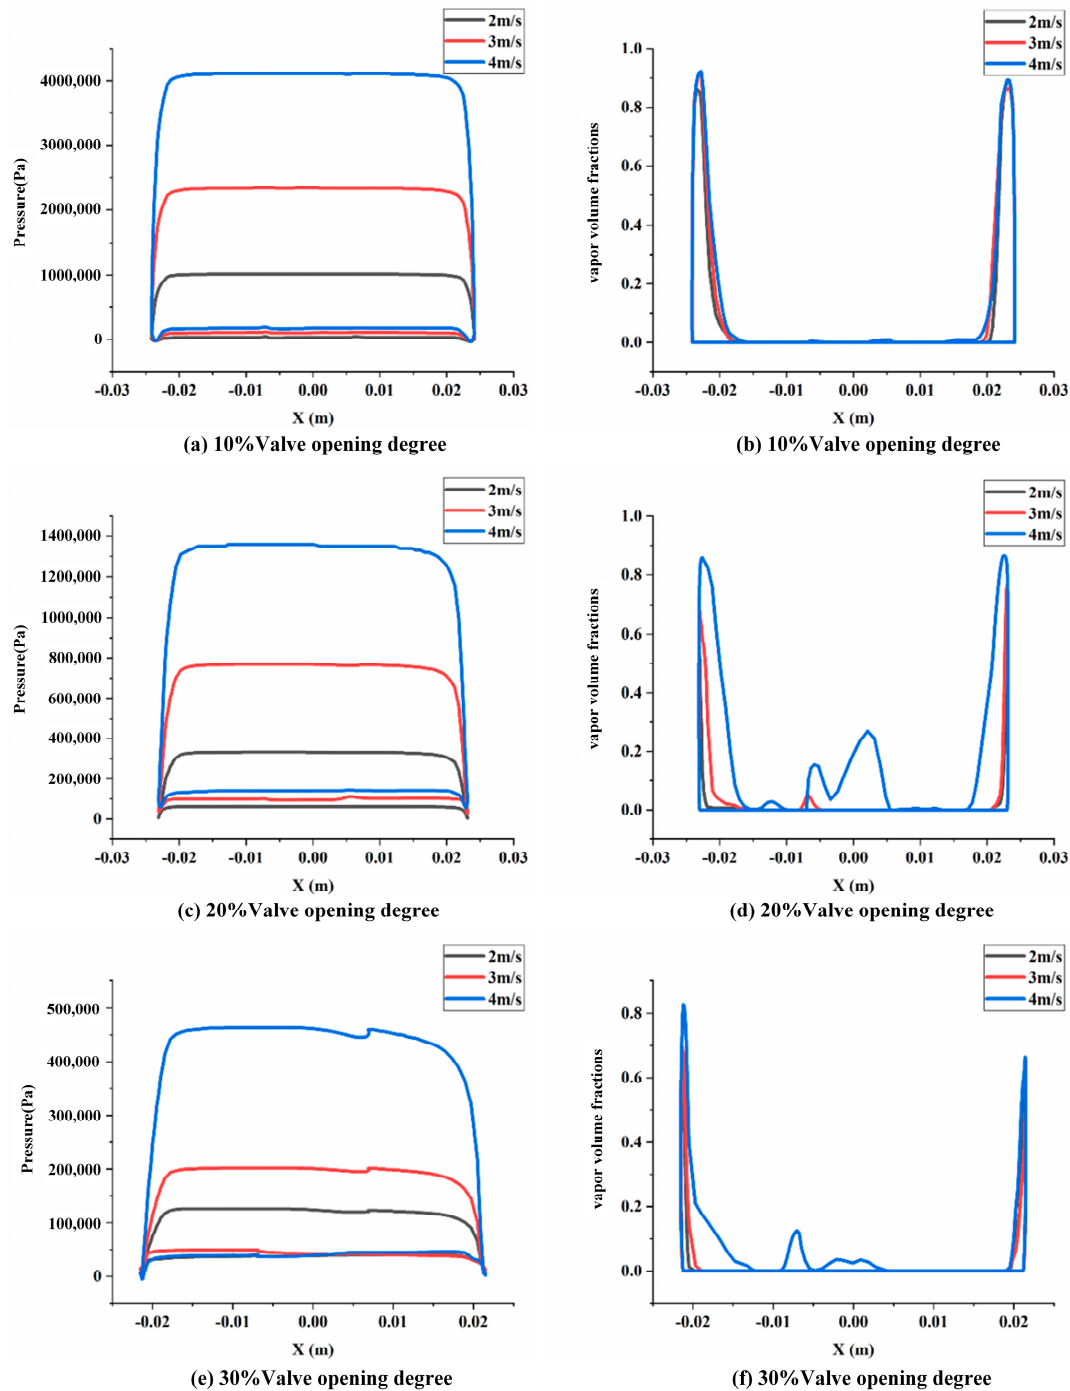 2m/s
3m/s
4m/s
4000,000
3000,000
2000,000
1000,000
0
Pressure(Pa)
-0.03 -0.02 -0.01 0.00 0.01 0.02 0.03
X (m)
(a) 10%Valve opening degree
2m/s
3m/s
4m/s
1.0
0.8
0.6
0.4
0.2
0.0
vapor volume fractions
-0.03 -0.02 -0.01 0.00 0.01 0.02 0.03
X (m)
(b) 10%Valve opening degree
2m/s
3m/s
4m/s
1400,000
1200,000
1000,000
800,000
600,000
400,000
200,000
0
Pressure(Pa)
-0.03 -0.02 -0.01 0.00 0.01 0.02 0.03
X (m)
(c) 20%Valve opening degree
2m/s
3m/s
4m/s
1.0
0.8
0.6
0.4
0.2
0.0
vapor volume fractions
-0.03 -0.02 -0.01 0.00 0.01 0.02 0.03
X (m)
(d) 20%Valve opening degree
2m/s
3m/s
4m/s
500,000
400,000
300,000
200,000
100,000
0
Pressure(Pa)
-0.02 -0.01 0.00 0.01 0.02
X (m)
(e) 30%Valve opening degree
2m/s
3m/s
4m/s
0.8
0.6
0.4
0.2
0.0
vapor volume fractions
-0.02 -0.01 0.00 0.01 0.02
X (m)
(f) 30%Valve opening degree